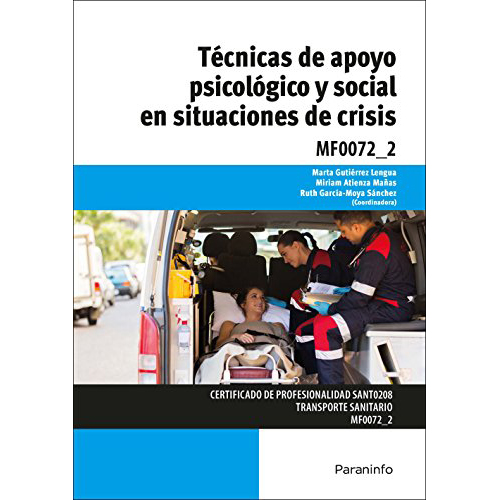 Técnicas de apoyo
psicológico y social
en situaciones de crisis
MF0072_2
Marta Gutiérrez Lengua
Miriam Atienza Mañas
Ruth García-Moya Sánchez
(Coordinadora)
CERTIFICADO DE PROFESIONALIDAD SANT0208
TRANSPORTE SANITARIO
MF0072_2
Paraninfo